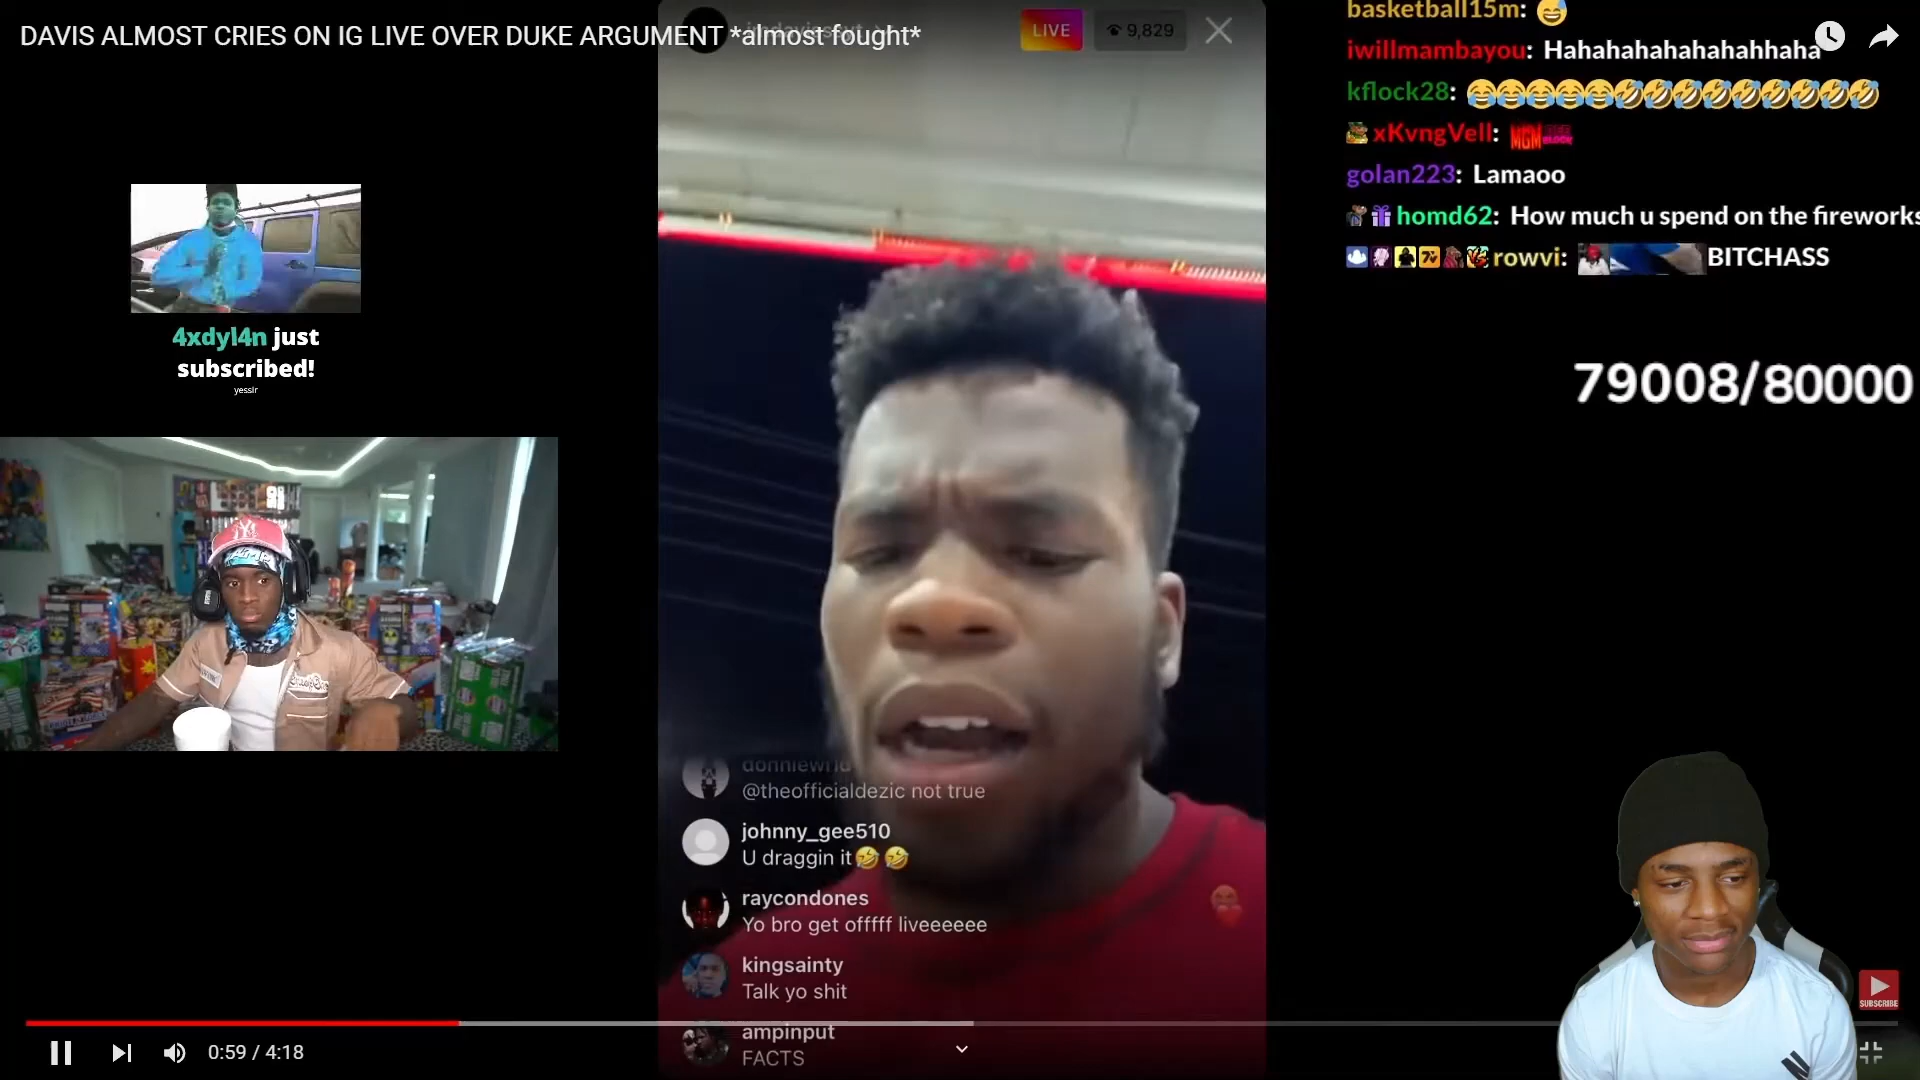 DAVIS ALMOST CRIES ON IG LIVE OVER DUKE ARGUMENT *almost fought*
LIVE
9,829
basketball15m: 😅
iwillmambayou: Hahahahahahahahhaha
kflock28: 😂😂😂😂😂🤣🤣🤣🤣🤣🤣🤣🤣🤣
xKvngVell: MGM
golan223: Lamaoo
homd62: How much u spend on the fireworks
rowvi: BITCHASS
79008/80000
4xdyl4n just
subscribed!
yessir
@theofficialdezic not true
johnny_gee510
U draggin it🤣🤣
raycondones
Yo bro get offfff liveeeeee
kingsainty
Talk yo shit
ampinput
FACTS
SUBSCRIBE
0:59 / 4:18